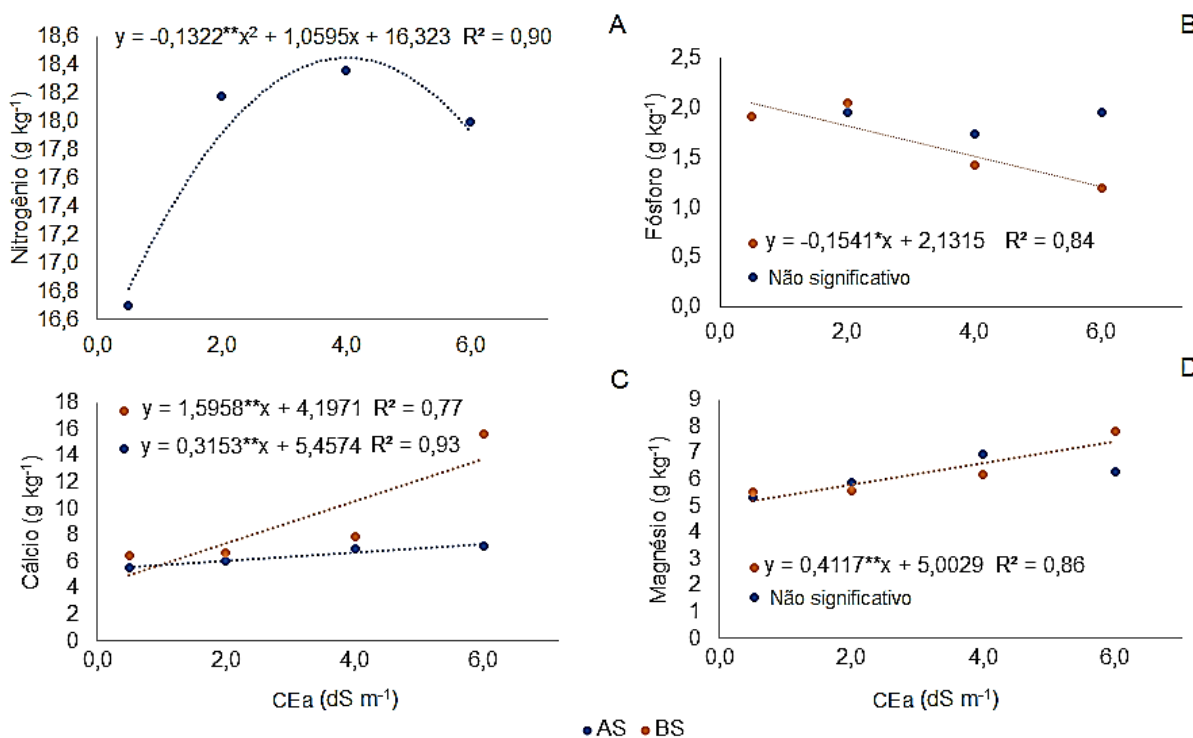 A
y = -0,1322**x² + 1,0595x + 16,323 R² = 0,90
Nitrogênio (g kg⁻¹)
18,6
18,4
18,2
18,0
17,8
17,6
17,4
17,2
17,0
16,8
16,6
0,0 2,0 4,0 6,0
B
Fósforo (g kg⁻¹)
2,5
2,0
1,5
1,0
0,5
0,0
y = -0,1541*x + 2,1315 R² = 0,84
Não significativo
0,0 2,0 4,0 6,0
C
y = 1,5958**x + 4,1971 R² = 0,77
y = 0,3153**x + 5,4574 R² = 0,93
Cálcio (g kg⁻¹)
18
16
14
12
10
8
6
4
2
0
0,0 2,0 4,0 6,0
CEa (dS m⁻¹)
D
Magnésio (g kg⁻¹)
9
8
7
6
5
4
3
2
1
0
y = 0,4117**x + 5,0029 R² = 0,86
Não significativo
0,0 2,0 4,0 6,0
CEa (dS m⁻¹)
AS BS